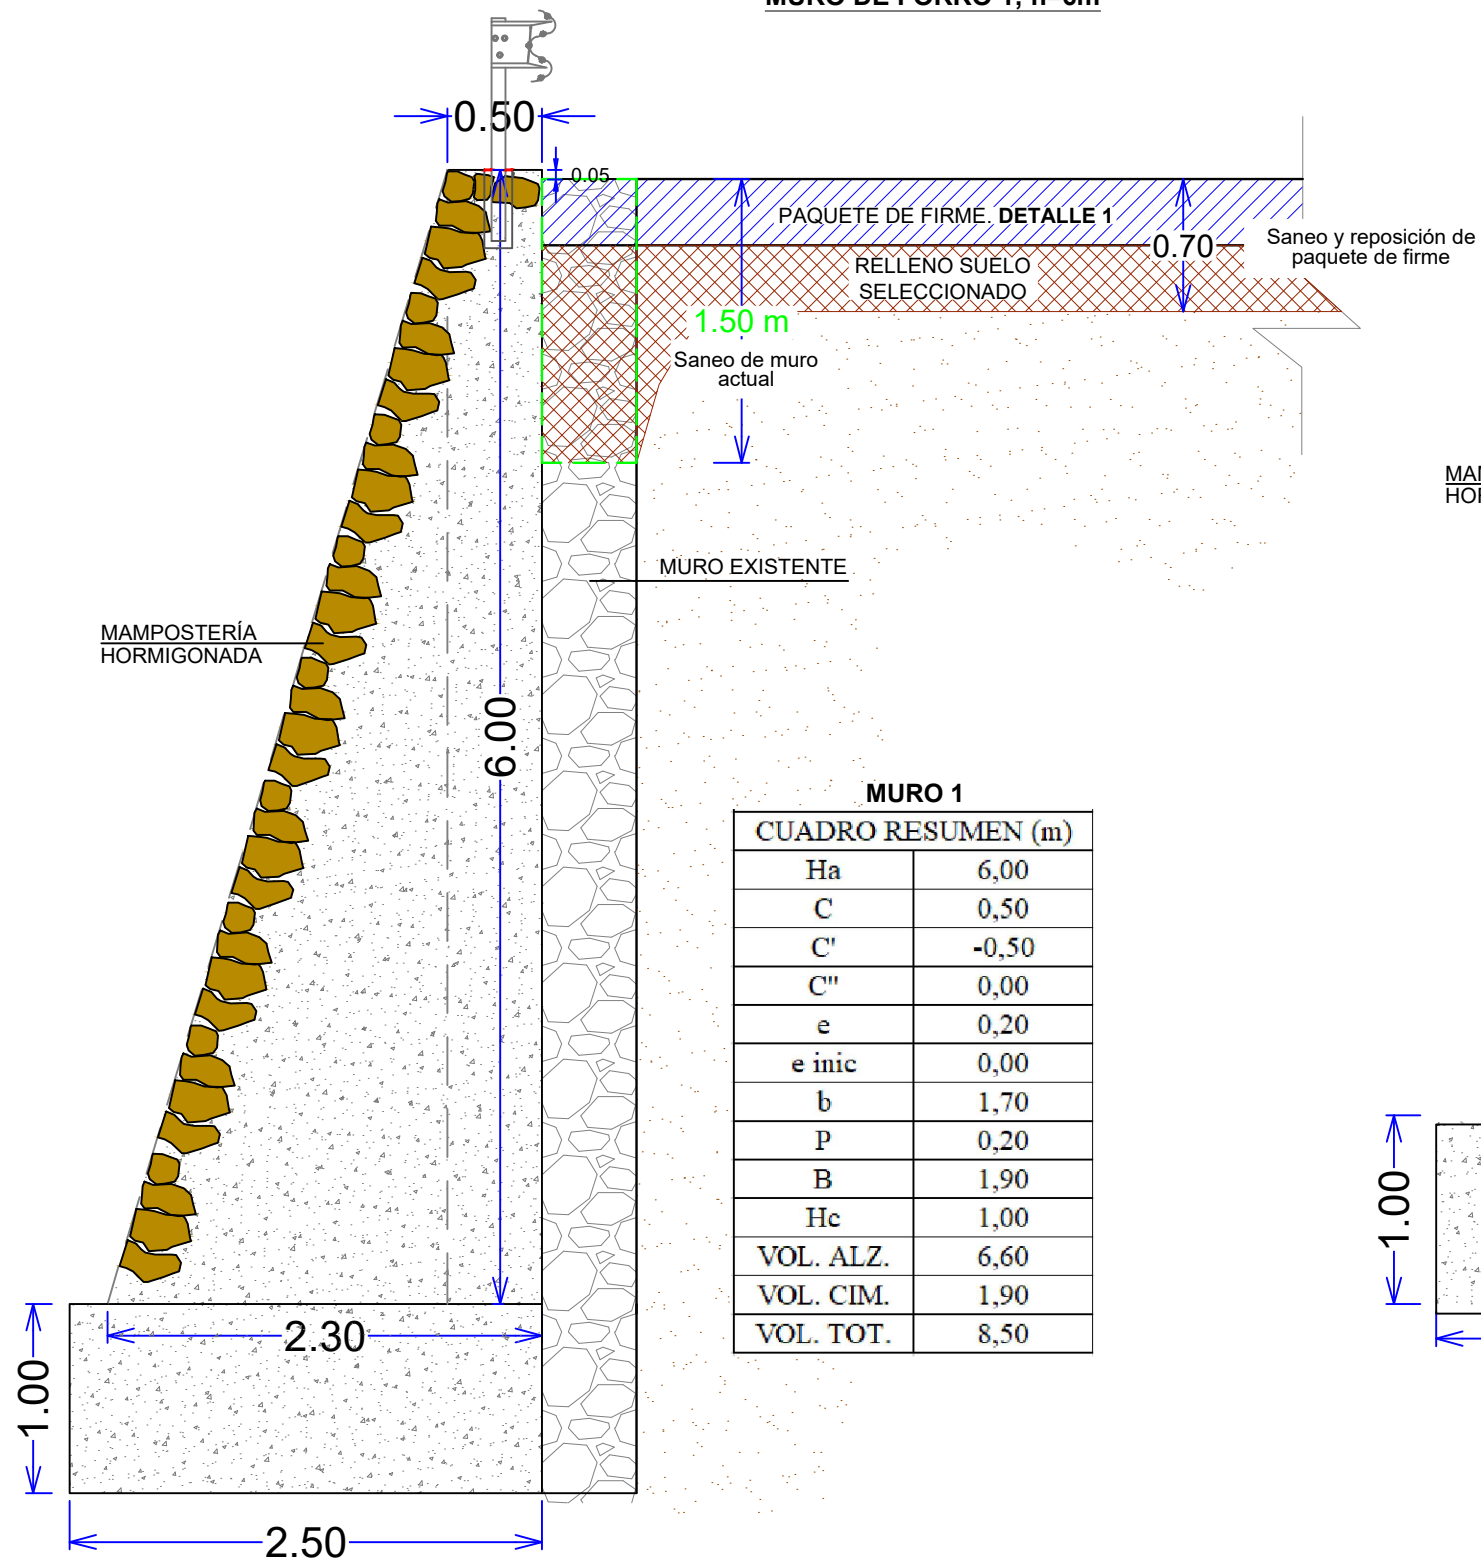 0.50
0.05
PAQUETE DE FIRME. DETALLE 1
0.70
Saneo y reposición de
paquete de firme
RELLENO SUELO
SELECCIONADO
1.50 m
Saneo de muro
actual
MURO EXISTENTE
MAMPOSTERÍA
HORMIGONADA
6.00
MURO 1
CUADRO RESUMEN (m)
Ha 6,00
C 0,50
C' -0,50
C" 0,00
e 0,20
e inic 0,00
b 1,70
P 0,20
B 1,90
Hc 1,00
VOL. ALZ. 6,60
VOL. CIM. 1,90
VOL. TOT. 8,50
2.30
1.00
2.50
1.00